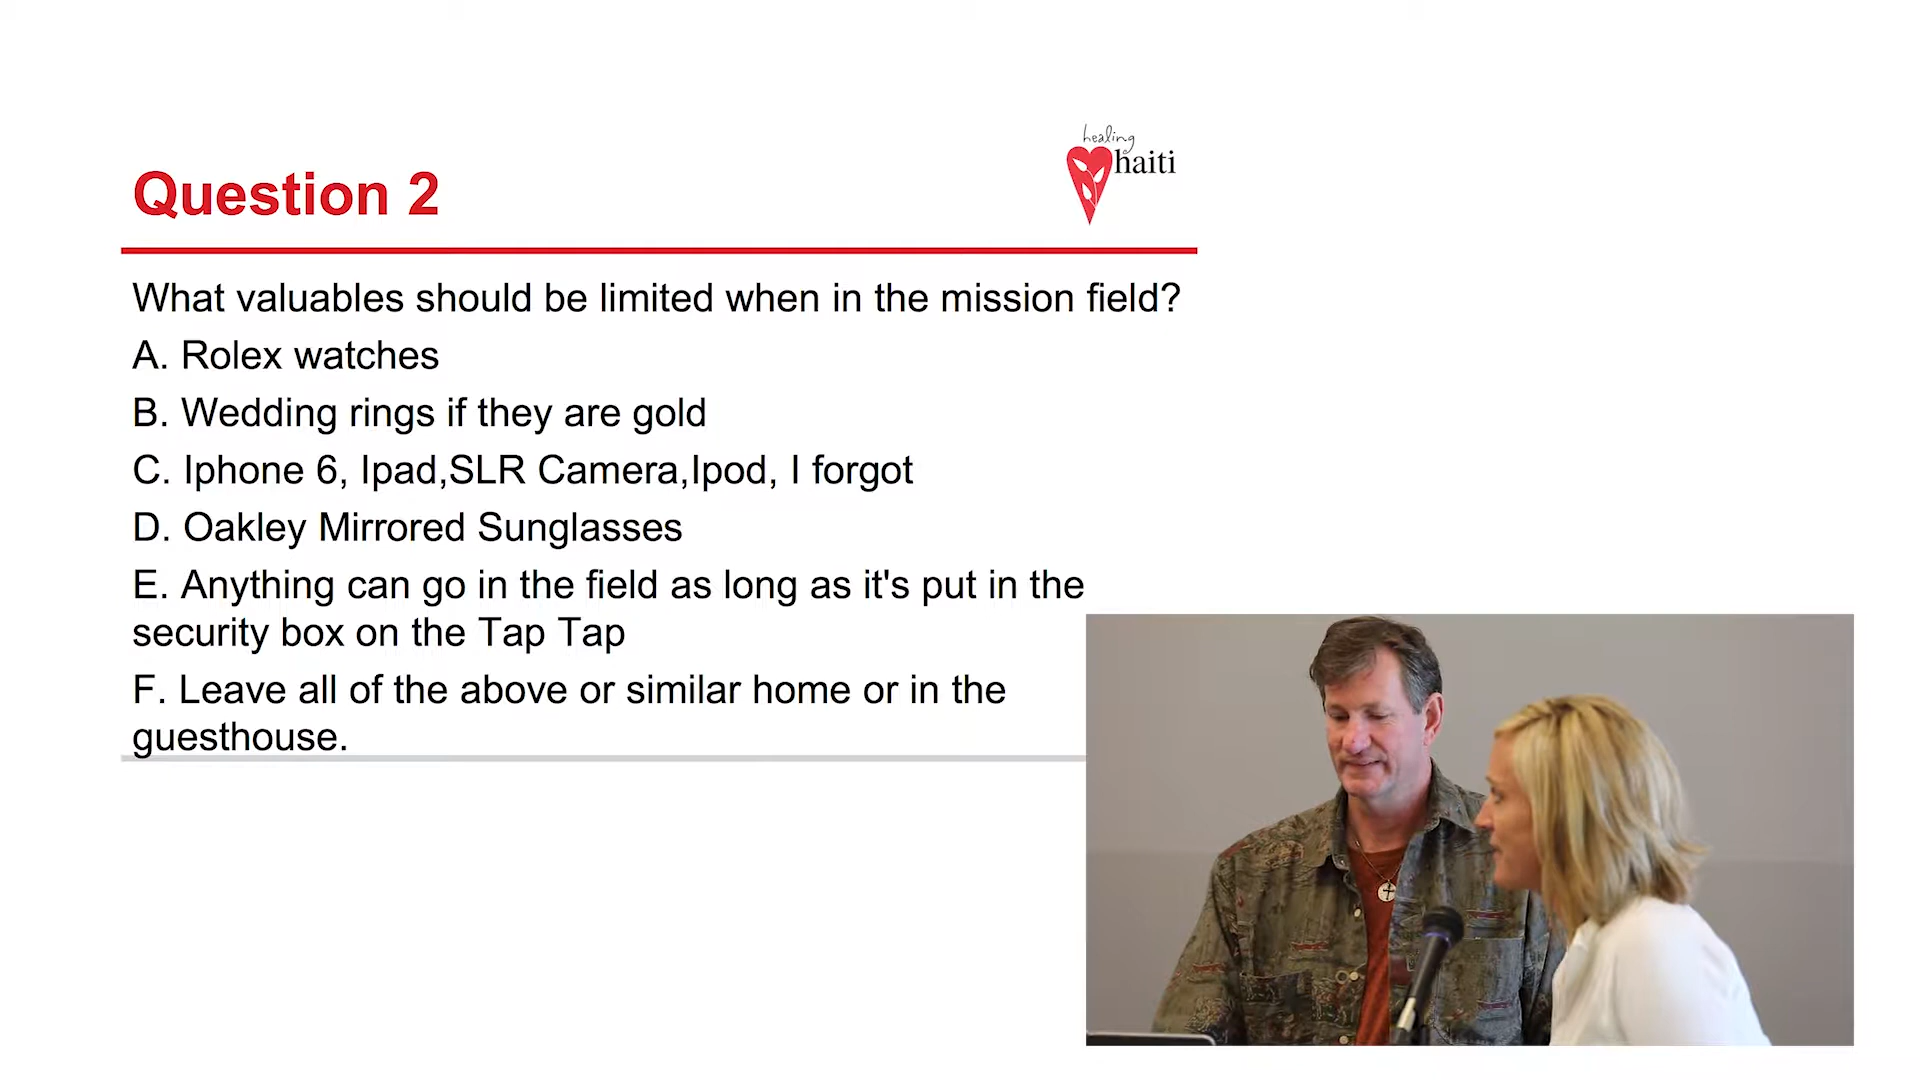 healing
haiti
Question 2
What valuables should be limited when in the mission field?
A. Rolex watches
B. Wedding rings if they are gold
C. Iphone 6, Ipad,SLR Camera,Ipod, I forgot
D. Oakley Mirrored Sunglasses
E. Anything can go in the field as long as it's put in the
security box on the Tap Tap
F. Leave all of the above or similar home or in the
guesthouse.